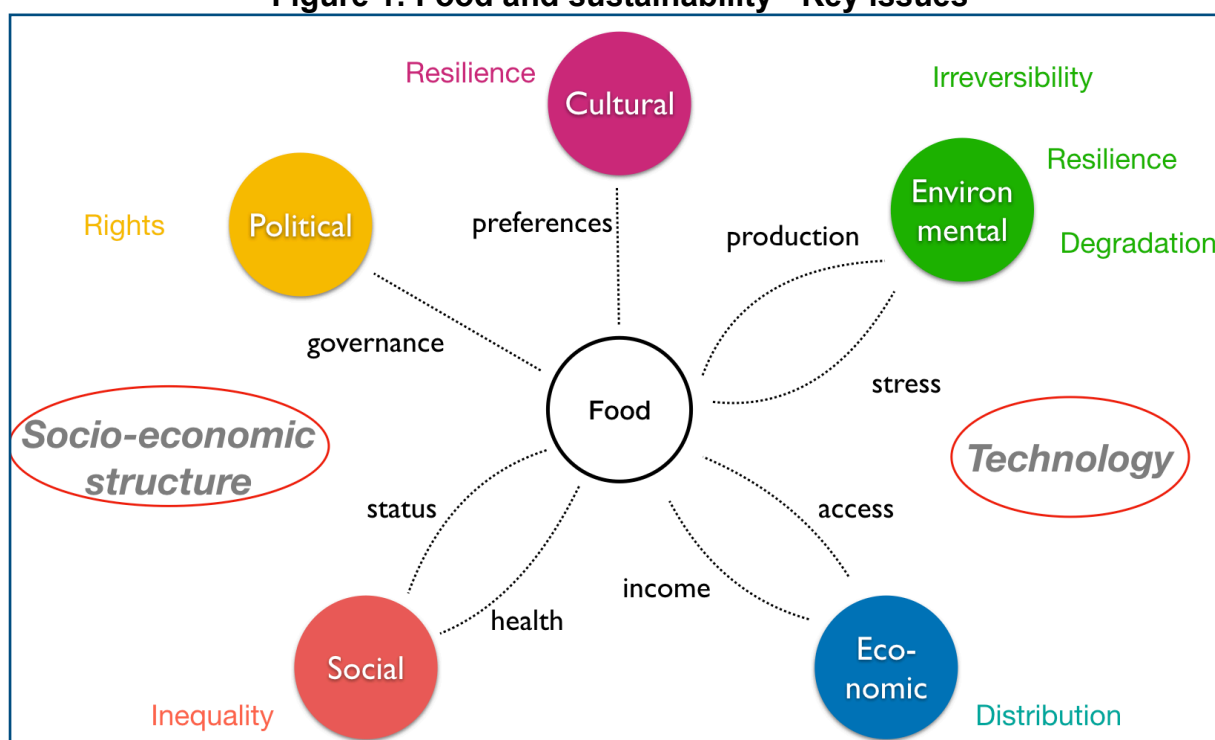 Figure 1: Food and sustainability - Key issues
Resilience
Cultural
Irreversibility
Resilience
Environ
mental
Degradation
Rights
Political
preferences
production
governance
stress
Food
Socio-economic
structure
Technology
status
access
income
health
Social
Eco-
nomic
Inequality
Distribution